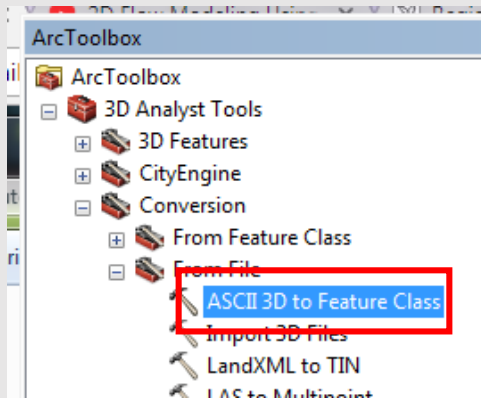 3D Flow Modeling Using
ArcToolbox
ArcToolbox
3D Analyst Tools
3D Features
CityEngine
Conversion
From Feature Class
From File
ASCII 3D to Feature Class
Import 3D Files
LandXML to TIN
LAS to Multipoint